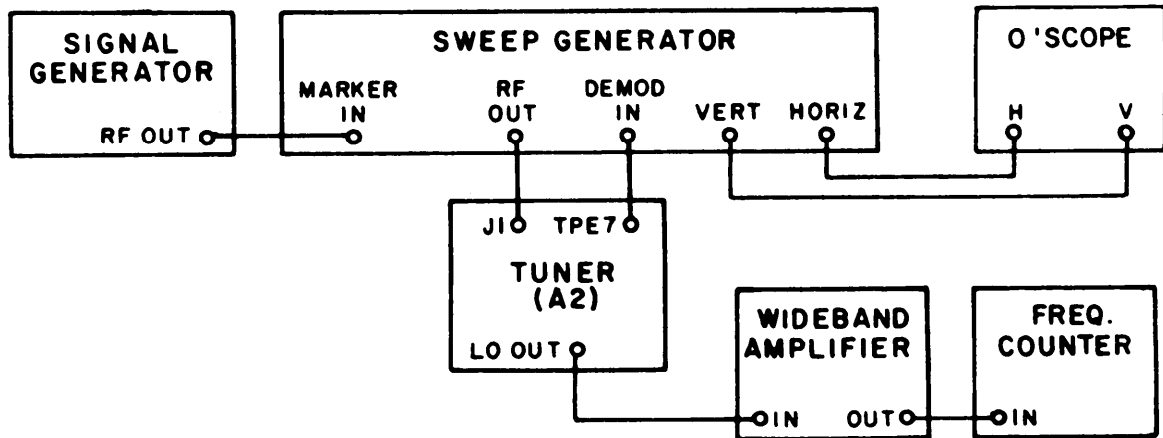 SIGNAL
GENERATOR
RF OUT
SWEEP GENERATOR
MARKER
IN
RF
OUT
DEMOD
IN
VERT
HORIZ
O'SCOPE
H
V
J1
TPE7
TUNER
(A2)
LO OUT
WIDEBAND
AMPLIFIER
IN
OUT
FREQ.
COUNTER
IN